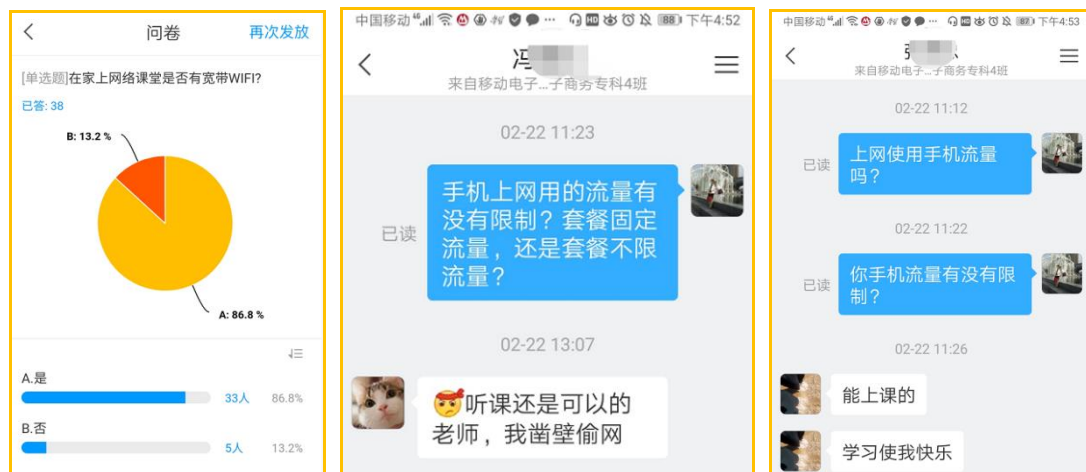 问卷
再次发放
[单选题]在家上网络课堂是否有宽带WIFI?
已答: 38
B: 13.2 %
A: 86.8 %
A.是
33人 86.8%
B.否
5人 13.2%
中国移动 88 下午4:52
冯
来自移动电子...子商务专科4班
02-22 11:23
手机上网用的流量有
没有限制？套餐固定
流量，还是套餐不限
流量？
已读
02-22 13:07
听课还是可以的
老师，我凿壁偷网
中国移动 87 下午4:53
来自移动电子...子商务专科4班
02-22 11:12
上网使用手机流量
吗？
已读
02-22 11:22
你手机流量有没有限
制？
已读
02-22 11:26
能上课的
学习使我快乐